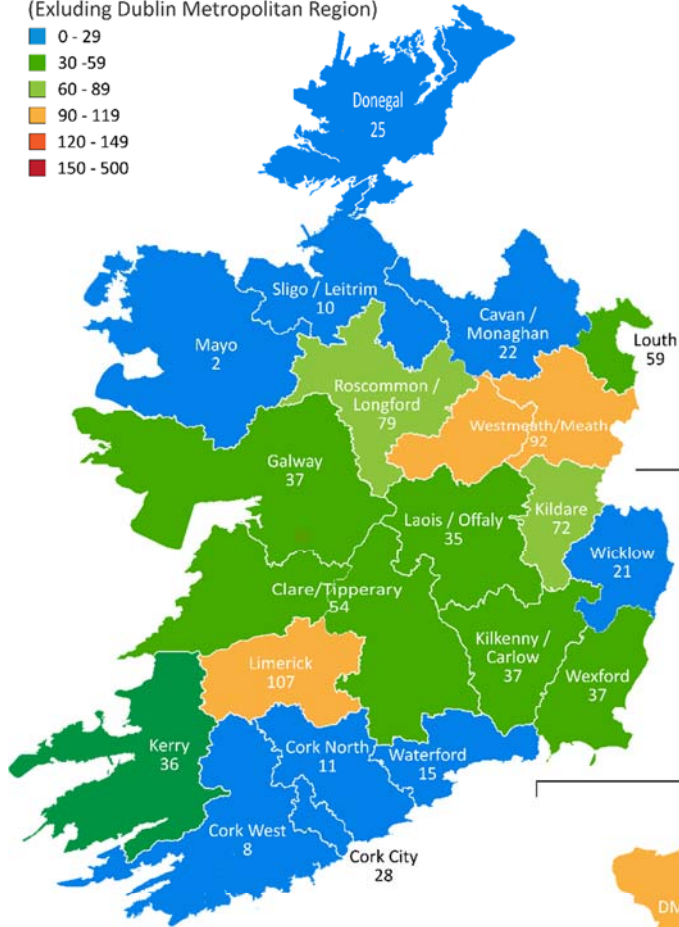 (Exluding Dublin Metropolitan Region)
0 - 29
30 -59
60 - 89
90 - 119
120 - 149
150 - 500
Donegal
25
Sligo / Leitrim
10
Cavan /
Monaghan
22
Louth
59
Mayo
2
Roscommon /
Longford
79
Westmeath/Meath
92
Galway
37
Laois / Offaly
35
Kildare
72
Wicklow
21
Clare/Tipperary
54
Kilkenny /
Carlow
37
Wexford
37
Limerick
107
Kerry
36
Cork North
11
Waterford
15
Cork West
8
Cork City
28
DM